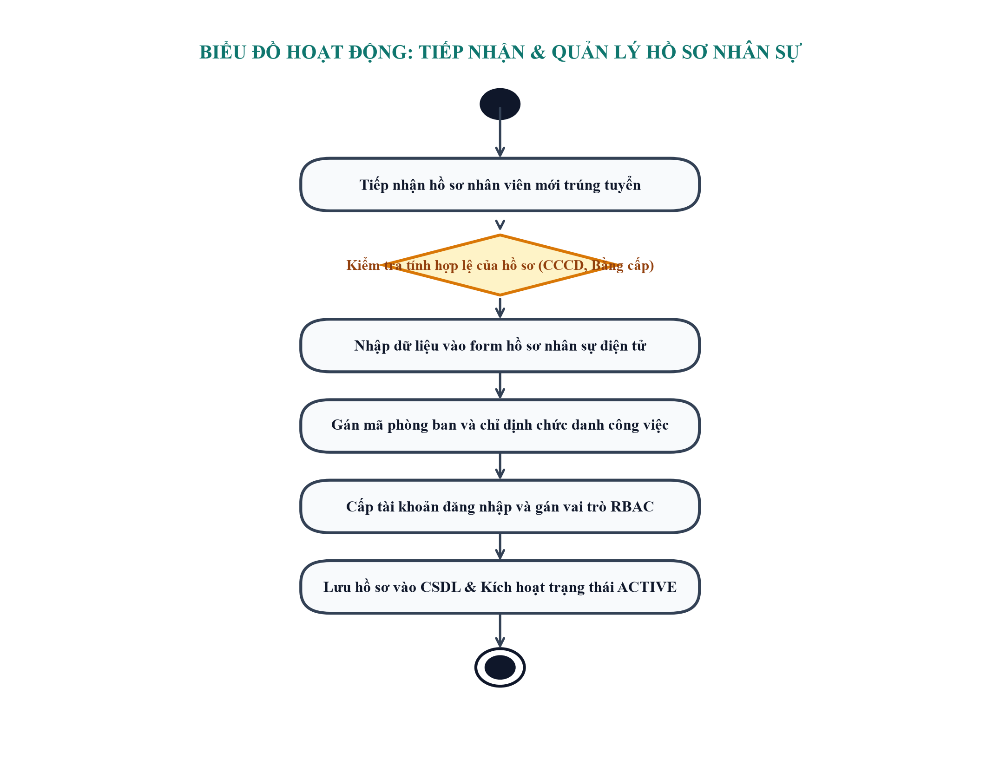 BIỂU ĐỒ HOẠT ĐỘNG: TIẾP NHẬN & QUẢN LÝ HỒ SƠ NHÂN SỰ
Tiếp nhận hồ sơ nhân viên mới trúng tuyển
Kiểm tra tính hợp lệ của hồ sơ (CCCD, Bằng cấp)
Nhập dữ liệu vào form hồ sơ nhân sự điện tử
Gán mã phòng ban và chỉ định chức danh công việc
Cấp tài khoản đăng nhập và gán vai trò RBAC
Lưu hồ sơ vào CSDL & Kích hoạt trạng thái ACTIVE